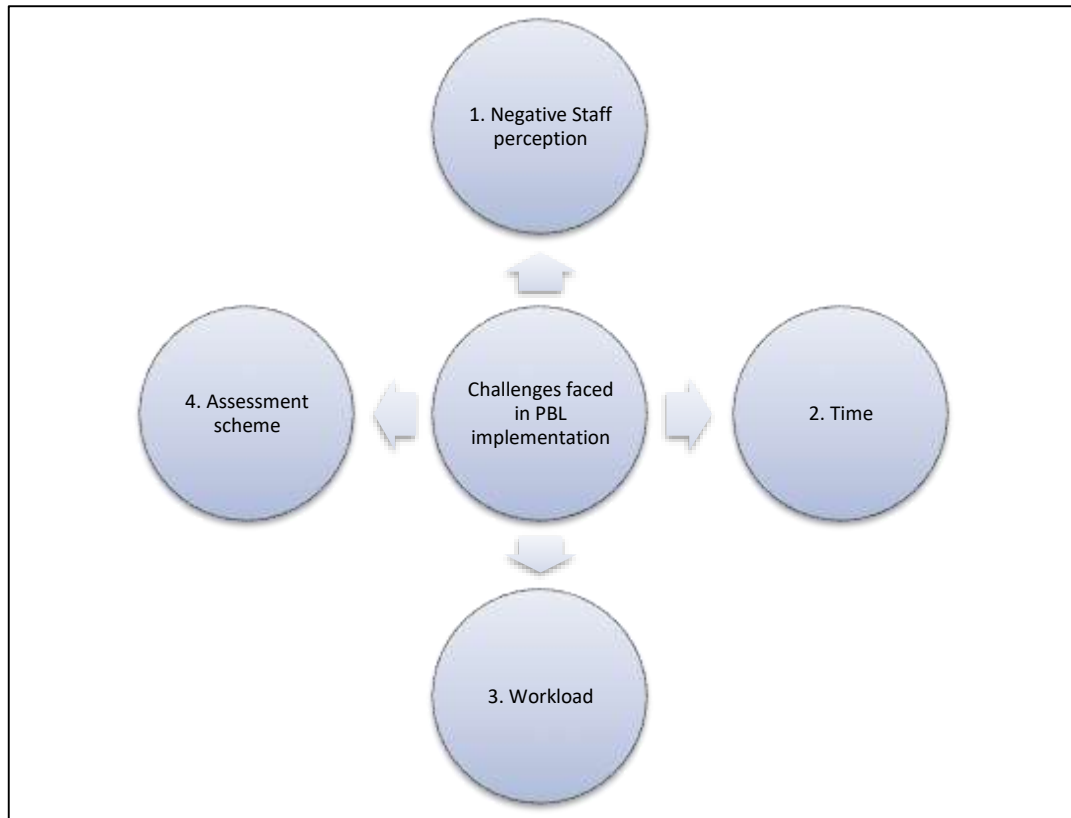 1. Negative Staff
perception
4. Assessment
scheme
Challenges faced
in PBL
implementation
2. Time
3. Workload